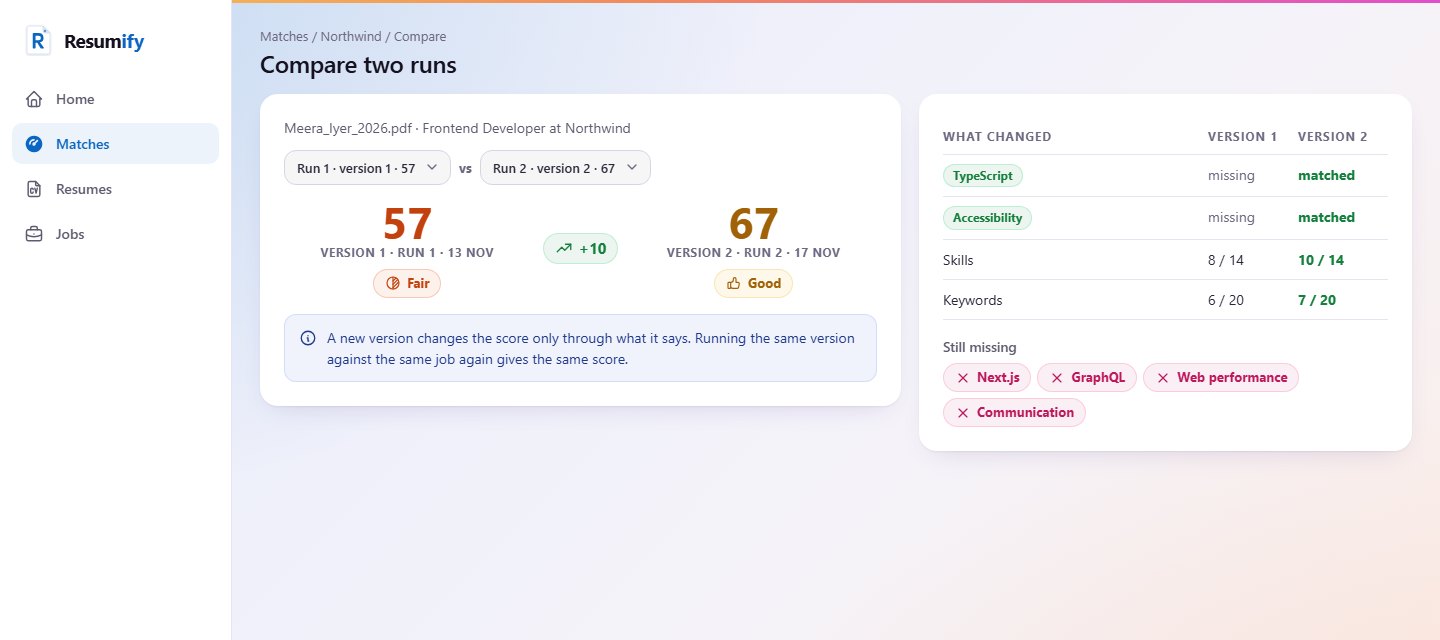 Resumify
Home
Matches
Resumes
Jobs
Matches / Northwind / Compare
Compare two runs
Meera_Iyer_2026.pdf · Frontend Developer at Northwind
Run 1 · version 1 · 57 vs Run 2 · version 2 · 67
57
VERSION 1 · RUN 1 · 13 NOV
Fair
+10
67
VERSION 2 · RUN 2 · 17 NOV
Good
A new version changes the score only through what it says. Running the same version
against the same job again gives the same score.
WHAT CHANGED VERSION 1 VERSION 2
TypeScript missing matched
Accessibility missing matched
Skills 8 / 14 10 / 14
Keywords 6 / 20 7 / 20
Still missing
Next.js GraphQL Web performance
Communication